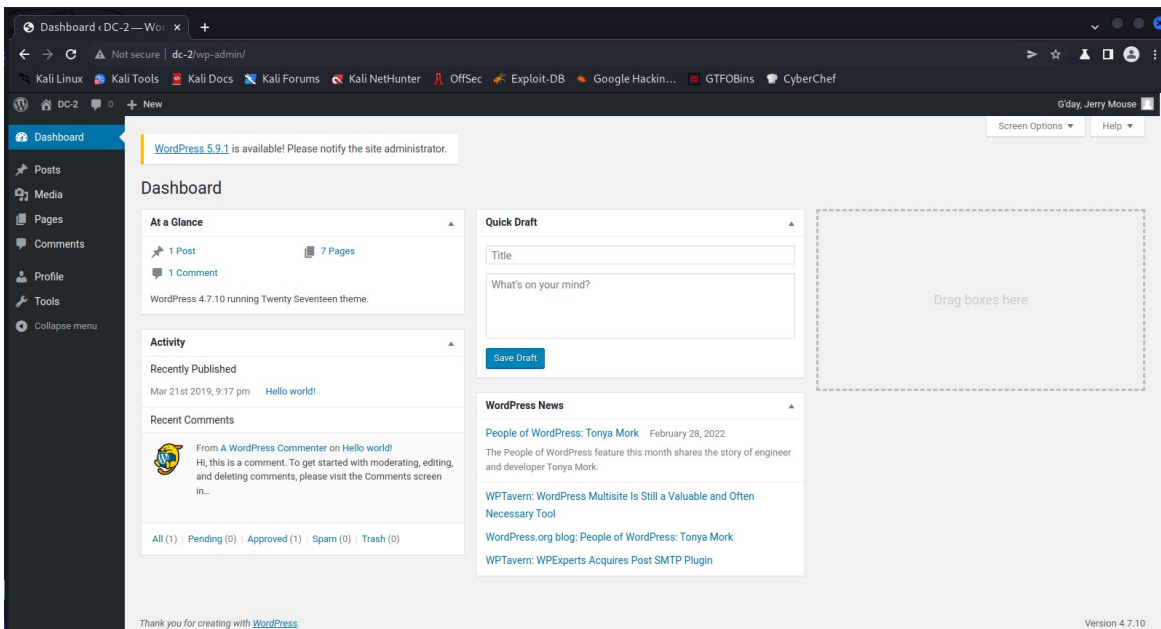 Dashboard ‹ DC-2 — Wor
Not secure | dc-2/wp-admin/
Kali Linux Kali Tools Kali Docs Kali Forums Kali NetHunter OffSec Exploit-DB Google Hackin... GTFOBins CyberChef
DC-2 0 + New G'day, Jerry Mouse
Screen Options ▼ Help ▼
Dashboard
Posts
Media
Pages
Comments
Profile
Tools
Collapse menu
WordPress 5.9.1 is available! Please notify the site administrator.
Dashboard
At a Glance
1 Post 7 Pages
1 Comment
WordPress 4.7.10 running Twenty Seventeen theme.
Activity
Recently Published
Mar 21st 2019, 9:17 pm Hello world!
Recent Comments
From A WordPress Commenter on Hello world!
Hi, this is a comment. To get started with moderating, editing,
and deleting comments, please visit the Comments screen
in...
All (1) | Pending (0) | Approved (1) | Spam (0) | Trash (0)
Quick Draft
Title
What's on your mind?
Save Draft
WordPress News
People of WordPress: Tonya Mork February 28, 2022
The People of WordPress feature this month shares the story of engineer
and developer Tonya Mork.
WPTavern: WordPress Multisite Is Still a Valuable and Often
Necessary Tool
WordPress.org blog: People of WordPress: Tonya Mork
WPTavern: WPExperts Acquires Post SMTP Plugin
Drag boxes here
Thank you for creating with WordPress. Version 4.7.10